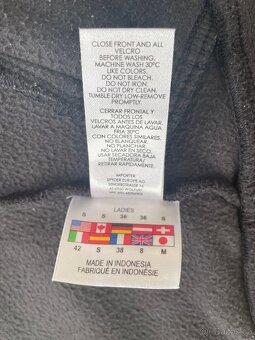 CLOSE FRONT AND ALL
VELCRO
BEFORE WASHING.
MACHINE WASH 30°C
LIKE COLORS.
DO NOT BLEACH.
DO NOT IRON.
DO NOT DRY CLEAN.
TUMBLE DRY LOW-REMOVE
PROMPTLY.
CERRAR FRONTAL Y
TODOS LOS
VELCROS ANTES DE LAVAR.
LAVAR A MAQUINA AGUA
FRIA 30°C
CON COLORES SIMILARES.
NO BLANQUEAR.
NO PLANCHAR.
NO LAVAR EN SECO.
USAR SECADORA BAJA
TEMPERATURA/
RETIRAR RAPIDAMENTE.
IMPORTER:
SPYDER EUROPE AG
LADIES
S S 36 36 S
42 S 38 8 M
MADE IN INDONESIA
FABRIQUÉ EN INDONÉSIE